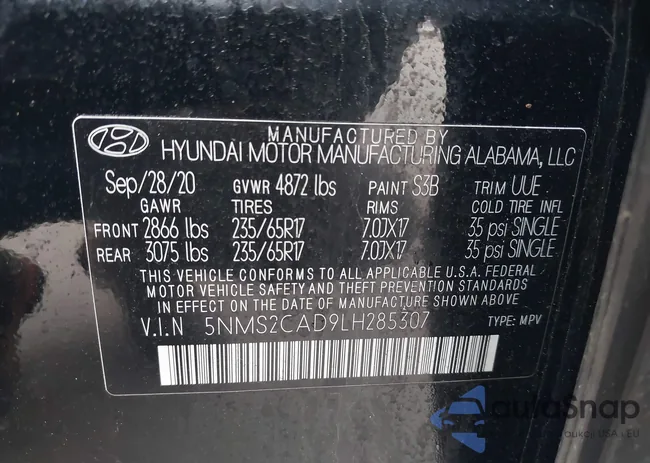 MANUFACTURED BY
HYUNDAI MOTOR MANUFACTURING ALABAMA, LLC
Sep/28/20 GVWR 4872 lbs PAINT S3B TRIM UUE
GAWR TIRES RIMS COLD TIRE INFL
FRONT 2866 lbs 235/65R17 7.0JX17 35 psi SINGLE
REAR 3075 lbs 235/65R17 7.0JX17 35 psi SINGLE
THIS VEHICLE CONFORMS TO ALL APPLICABLE U.S.A. FEDERAL
MOTOR VEHICLE SAFETY AND THEFT PREVENTION STANDARDS
IN EFFECT ON THE DATE OF MANUFACTURE SHOWN ABOVE
V.I.N 5NMS2CAD9LH285307 TYPE: MPV
autaSnap
aukcji USA i EU